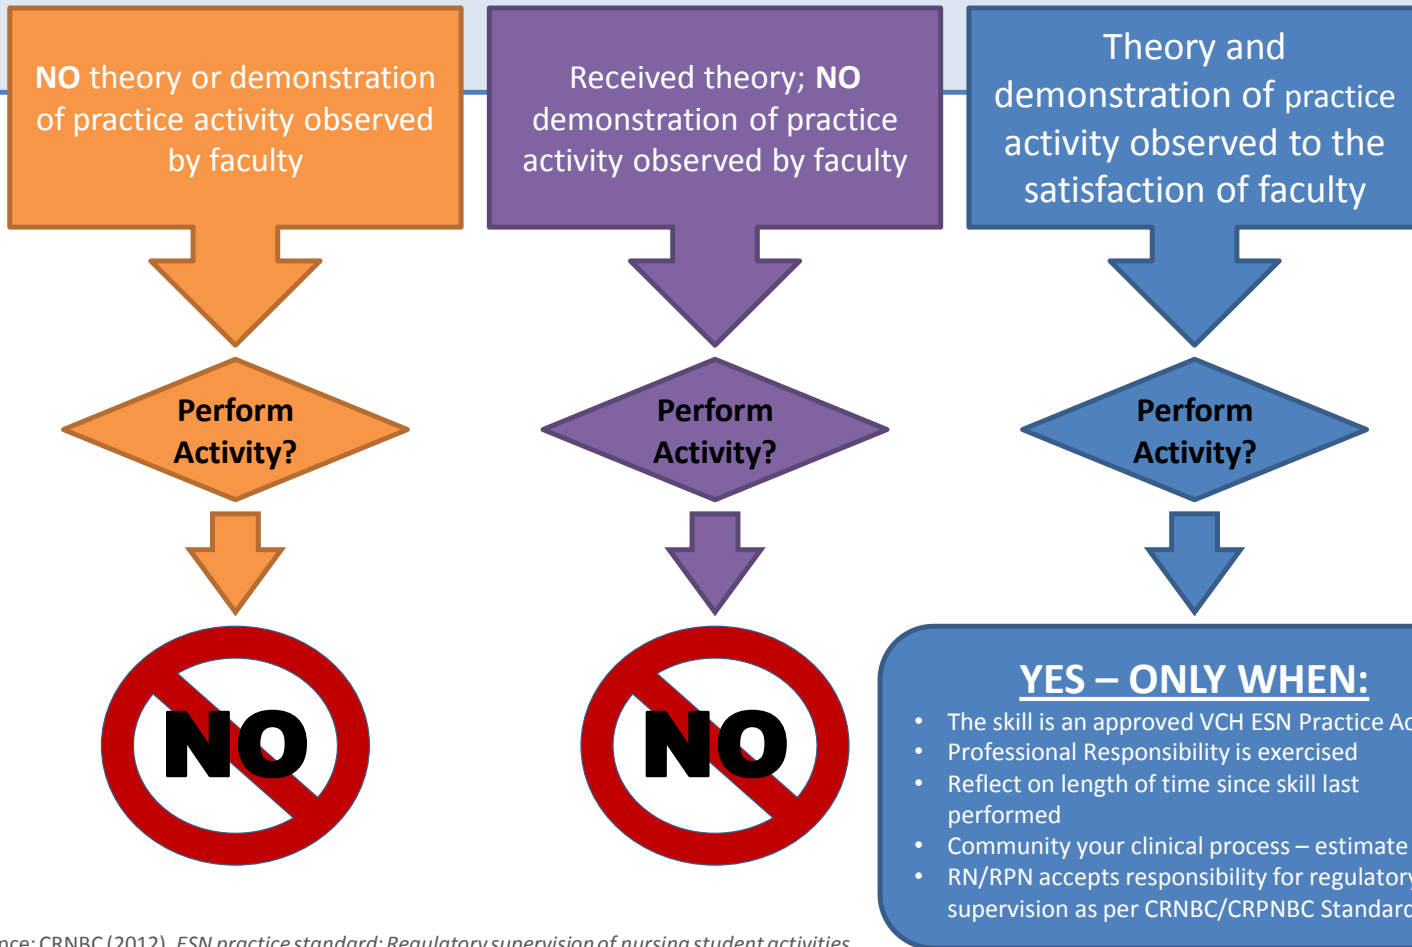 NO theory or demonstration
of practice activity observed
by faculty
Received theory; NO
demonstration of practice
activity observed by faculty
Theory and
demonstration of practice
activity observed to the
satisfaction of faculty
Perform
Activity?
Perform
Activity?
Perform
Activity?
NO
NO
YES – ONLY WHEN:
• The skill is an approved VCH ESN Practice Ac
• Professional Responsibility is exercised
• Reflect on length of time since skill last
performed
• Community your clinical process – estimate
• RN/RPN accepts responsibility for regulatory
supervision as per CRNBC/CRPNBC Standard
nce: CRNBC (2012). ESN practice standard: Regulatory supervision of nursing student activities